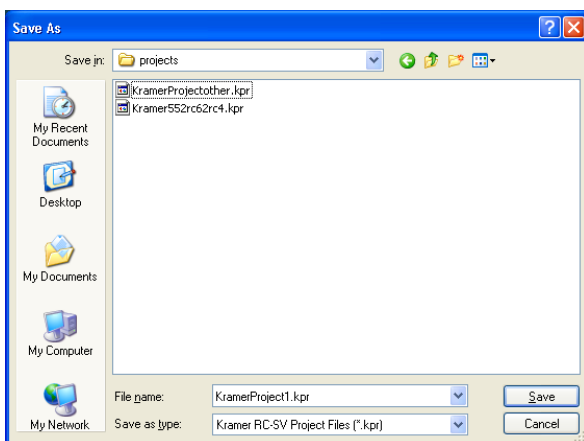 Save As
Save in:
projects
KramerProjectother.kpr
Kramer552rc62rc4.kpr
My Recent
Documents
Desktop
My Documents
My Computer
My Network
File name:
KramerProject1.kpr
Save
Save as type:
Kramer RC-SV Project Files (*.kpr)
Cancel